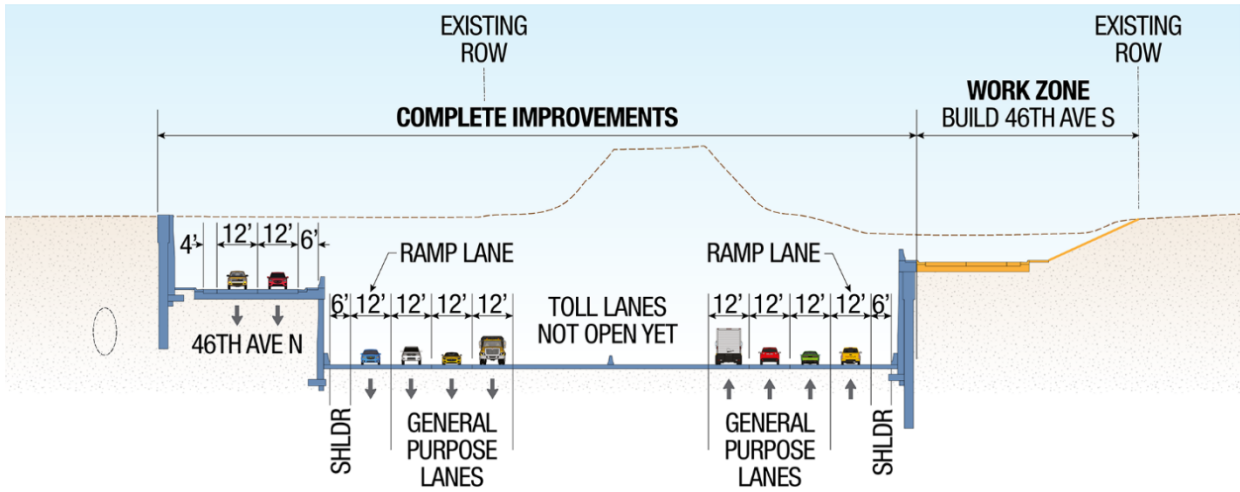 EXISTING
ROW
EXISTING
ROW
COMPLETE IMPROVEMENTS
WORK ZONE
BUILD 46TH AVE S
4’ 12’ 12’ 6’
RAMP LANE
RAMP LANE
6’ 12’ 12’ 12’ 12’
TOLL LANES
NOT OPEN YET
12’ 12’ 12’ 12’ 6’
46TH AVE N
SHLDR
GENERAL
PURPOSE
LANES
GENERAL
PURPOSE
LANES
SHLDR